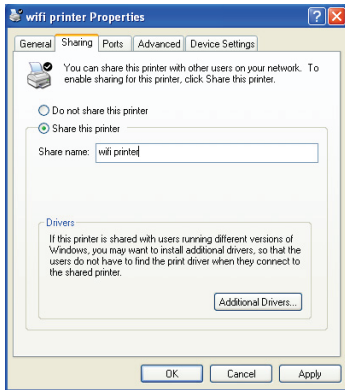 wifi printer Properties
General Sharing Ports Advanced Device Settings
You can share this printer with other users on your network. To
enable sharing for this printer, click Share this printer.
Do not share this printer
Share this printer
Share name: wifi printer
Drivers
If this printer is shared with users running different versions of
Windows, you may want to install additional drivers, so that the
users do not have to find the print driver when they connect to
the shared printer.
Additional Drivers...
OK Cancel Apply